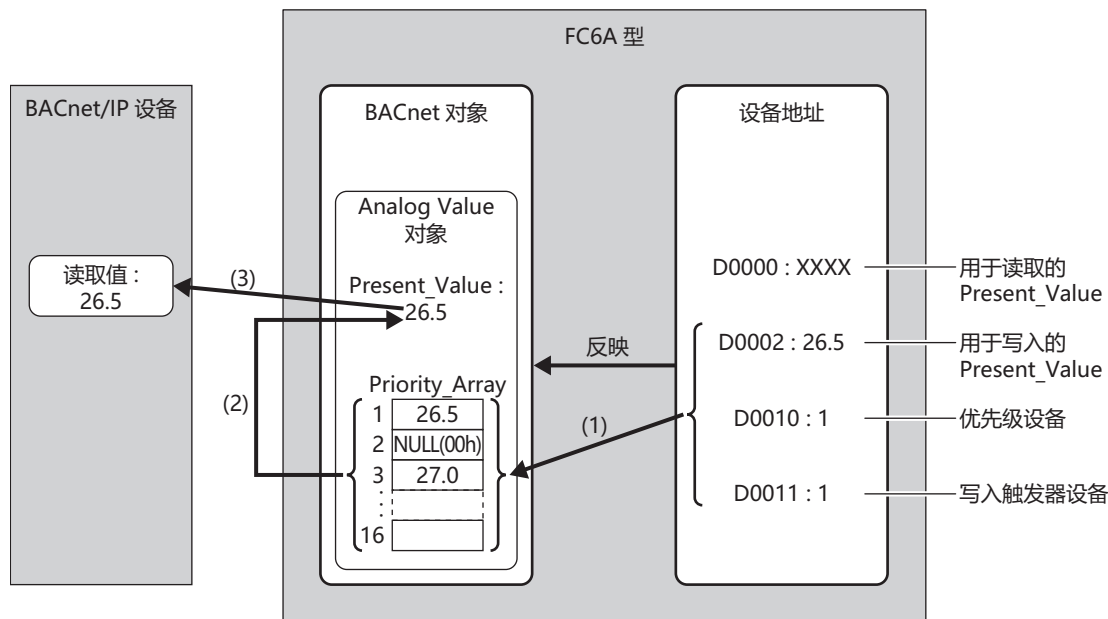 FC6A 型
BACnet/IP 设备
BACnet 对象
设备地址
Analog Value
对象
读取值 :
26.5
(3)
Present_Value :
26.5
D0000 : XXXX
用于读取的
Present_Value
反映
D0002 : 26.5
用于写入的
Present_Value
(2)
Priority_Array
1 26.5
2 NULL(00h)
3 27.0
:
16
(1)
D0010 : 1
优先级设备
D0011 : 1
写入触发器设备